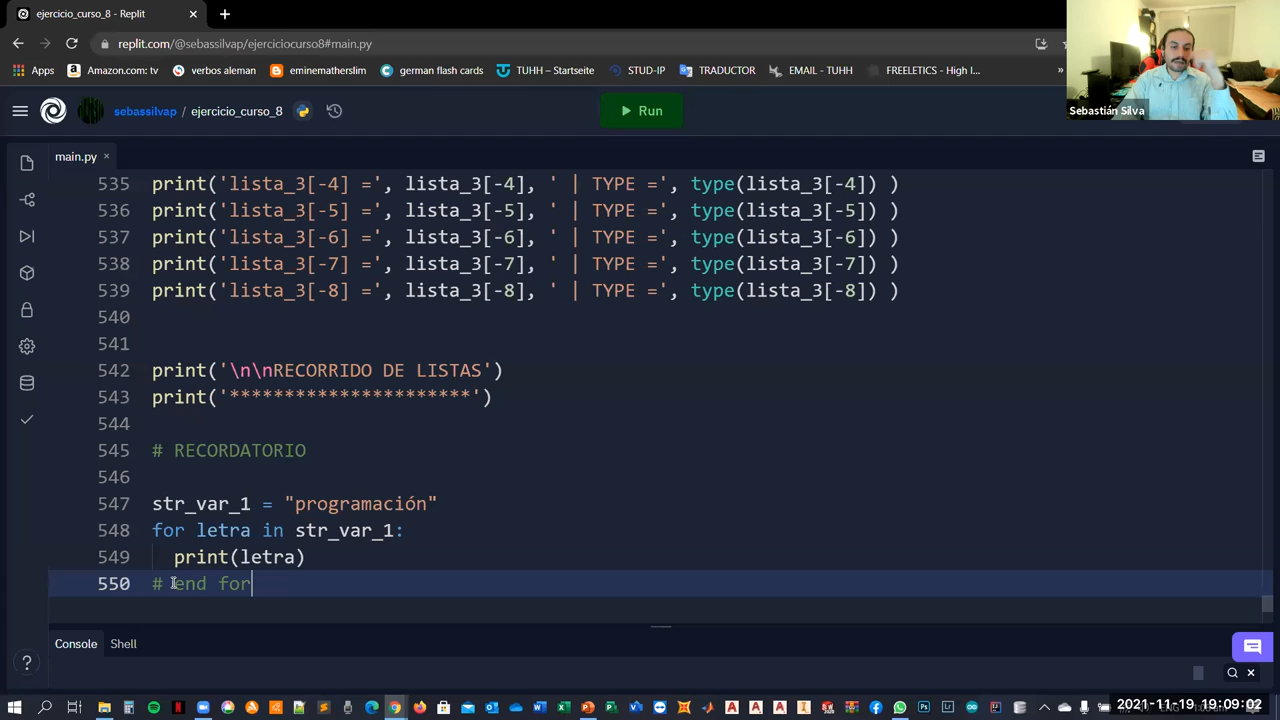 ejercicio_curso_8 - Replit
replit.com/@sebassilvap/ejerciciocurso8#main.py
Apps
Amazon.com: tv
verbos aleman
eminemathslim
german flashcard
TUHH – Startseite
STUD-IP
TRADUCTOR
EMAIL - TUHH
FREELETICS - High I...
»
Sebastián Silva
sebassilvap / ejercicio_curso_8
Run
main.py
535 print('lista_3[-4] =', lista_3[-4], ' | TYPE =', type(lista_3[-4]) )
536 print('lista_3[-5] =', lista_3[-5], ' | TYPE =', type(lista_3[-5]) )
537 print('lista_3[-6] =', lista_3[-6], ' | TYPE =', type(lista_3[-6]) )
538 print('lista_3[-7] =', lista_3[-7], ' | TYPE =', type(lista_3[-7]) )
539 print('lista_3[-8] =', lista_3[-8], ' | TYPE =', type(lista_3[-8]) )
540
541
542 print('\n\nRECORRIDO DE LISTAS')
543 print('**********************')
544
545 # RECORDATORIO
546
547 str_var_1 = "programación"
548 for letra in str_var_1:
549 print(letra)
550 # end for
Console
Shell
?
2021-11-19 19:09:02